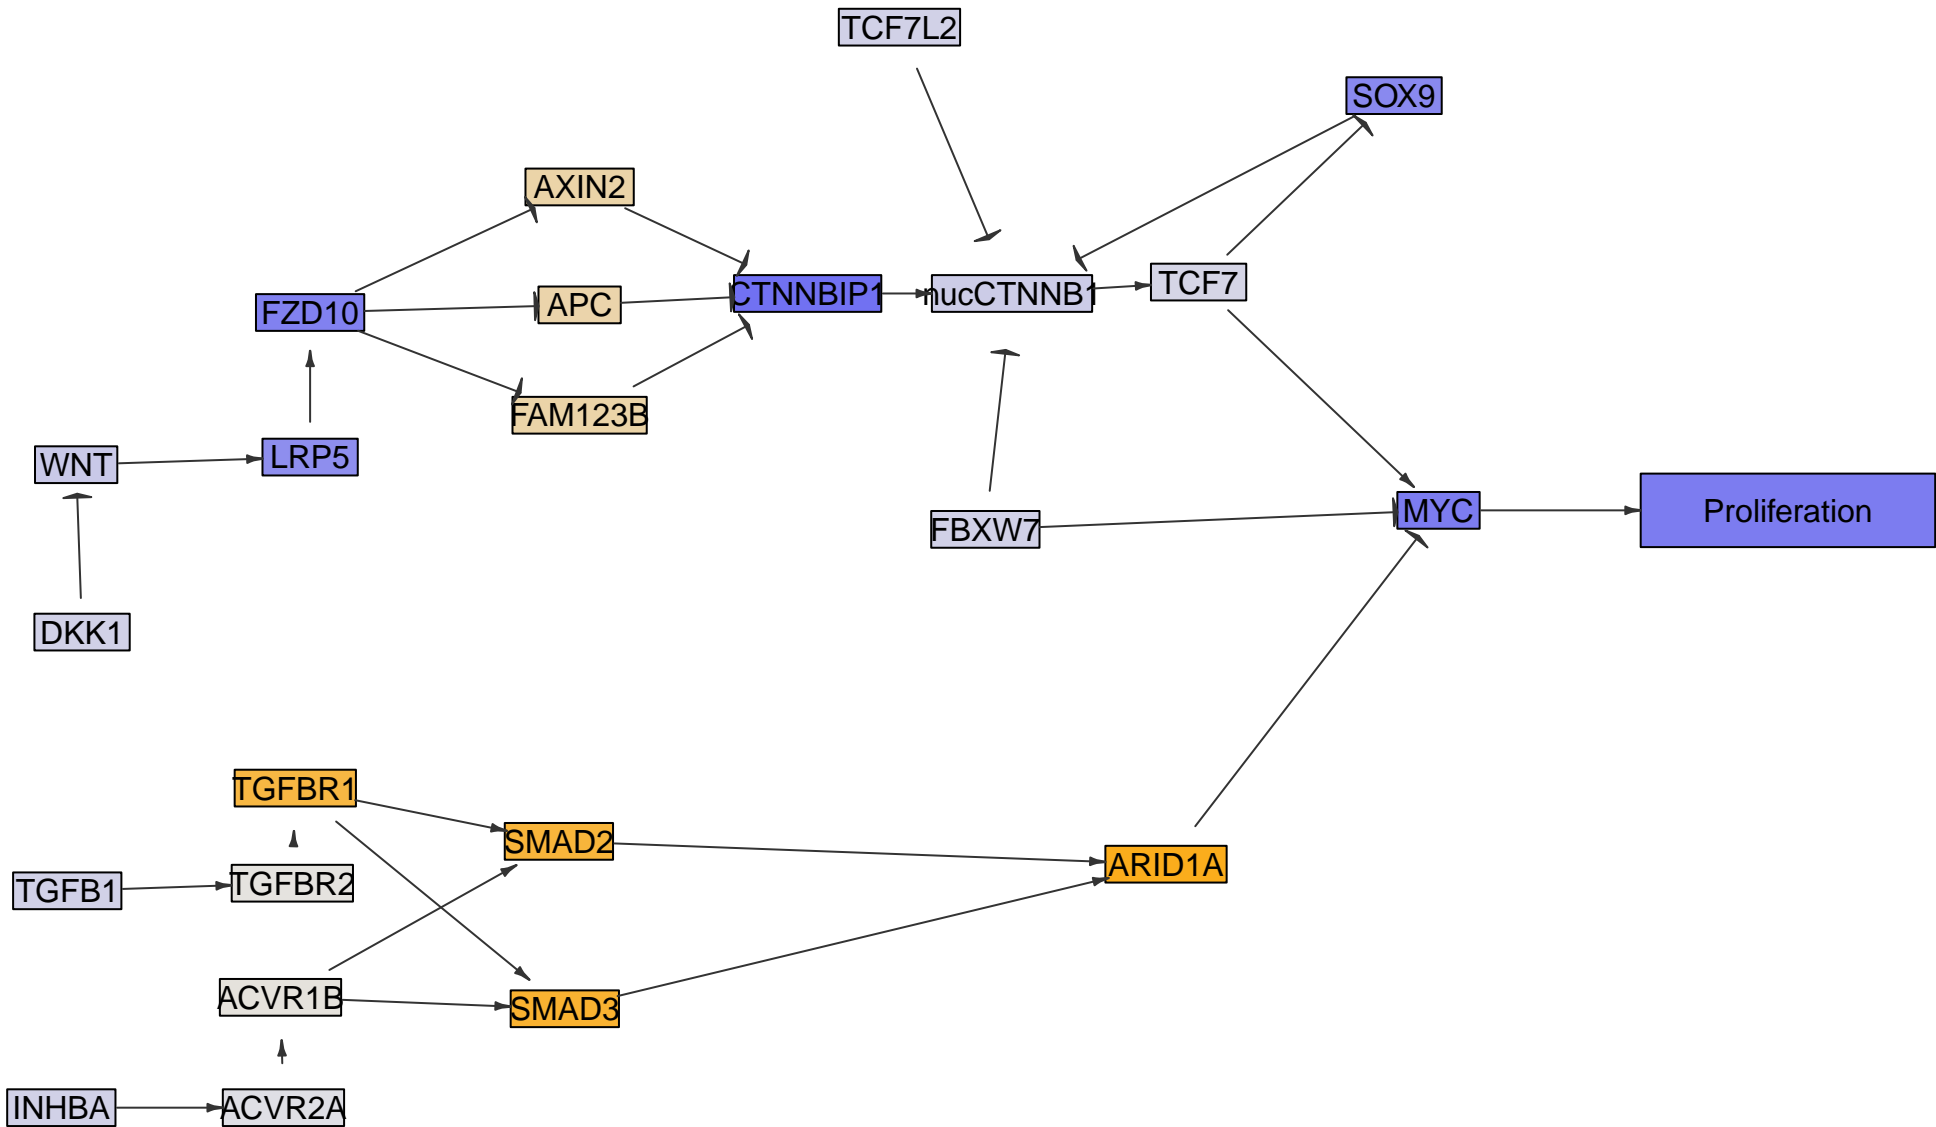 TCF7L2
SOX9
AXIN2
TCF7
CTNNBIP1
nucCTNNB1
APC
FZD10
FAM123B
LRP5
WNT
MYC
Proliferation
FBXW7
DKK1
TGFBR1
SMAD2
ARID1A
TGFBR2
TGFB1
ACVR1B
SMAD3
INHBA
ACVR2A